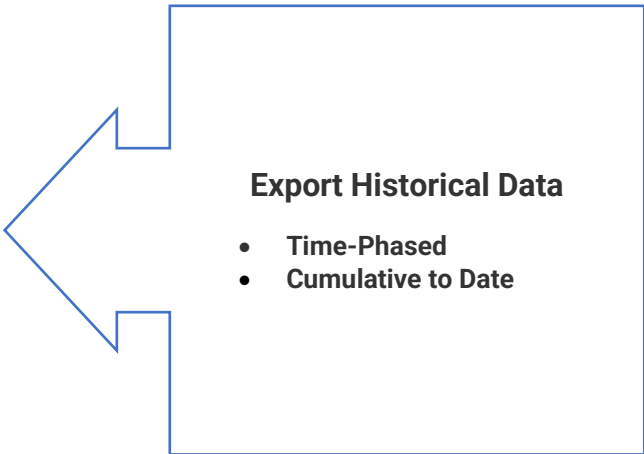 Export Historical Data
• Time-Phased
• Cumulative to Date